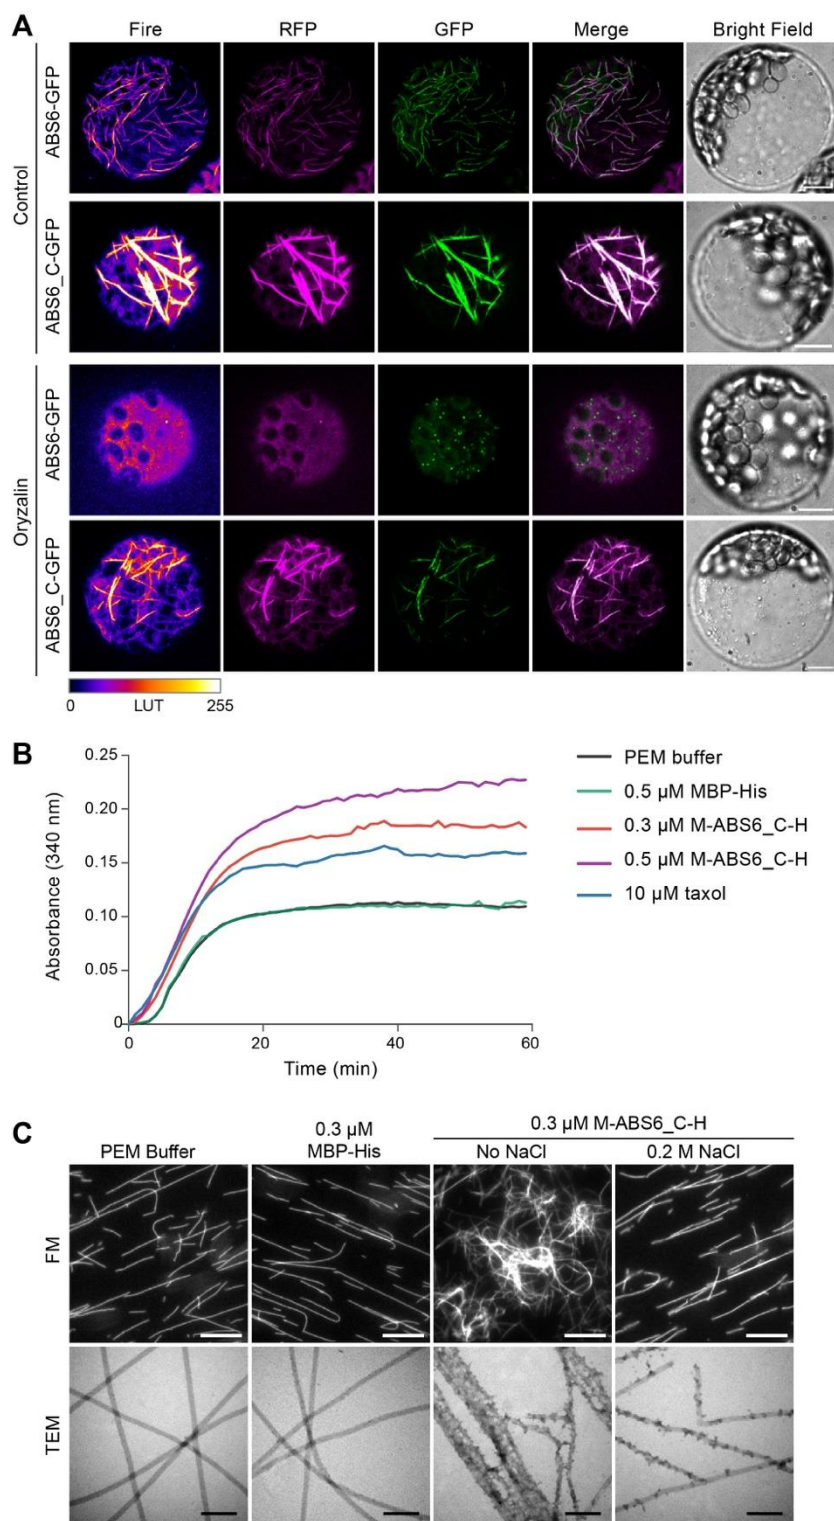 A
Fire RFP GFP Merge Bright Field
Control
ABS6-GFP
ABS6_C-GFP
Oryzalin
ABS6-GFP
ABS6_C-GFP
0 LUT 255
B
Absorbance (340 nm)
0.25
0.20
0.15
0.10
0.05
0
0 20 40 60
Time (min)
PEM buffer
0.5 µM MBP-His
0.3 µM M-ABS6_C-H
0.5 µM M-ABS6_C-H
10 µM taxol
C
PEM Buffer
0.3 µM
MBP-His
0.3 µM M-ABS6_C-H
No NaCl 0.2 M NaCl
FM
TEM